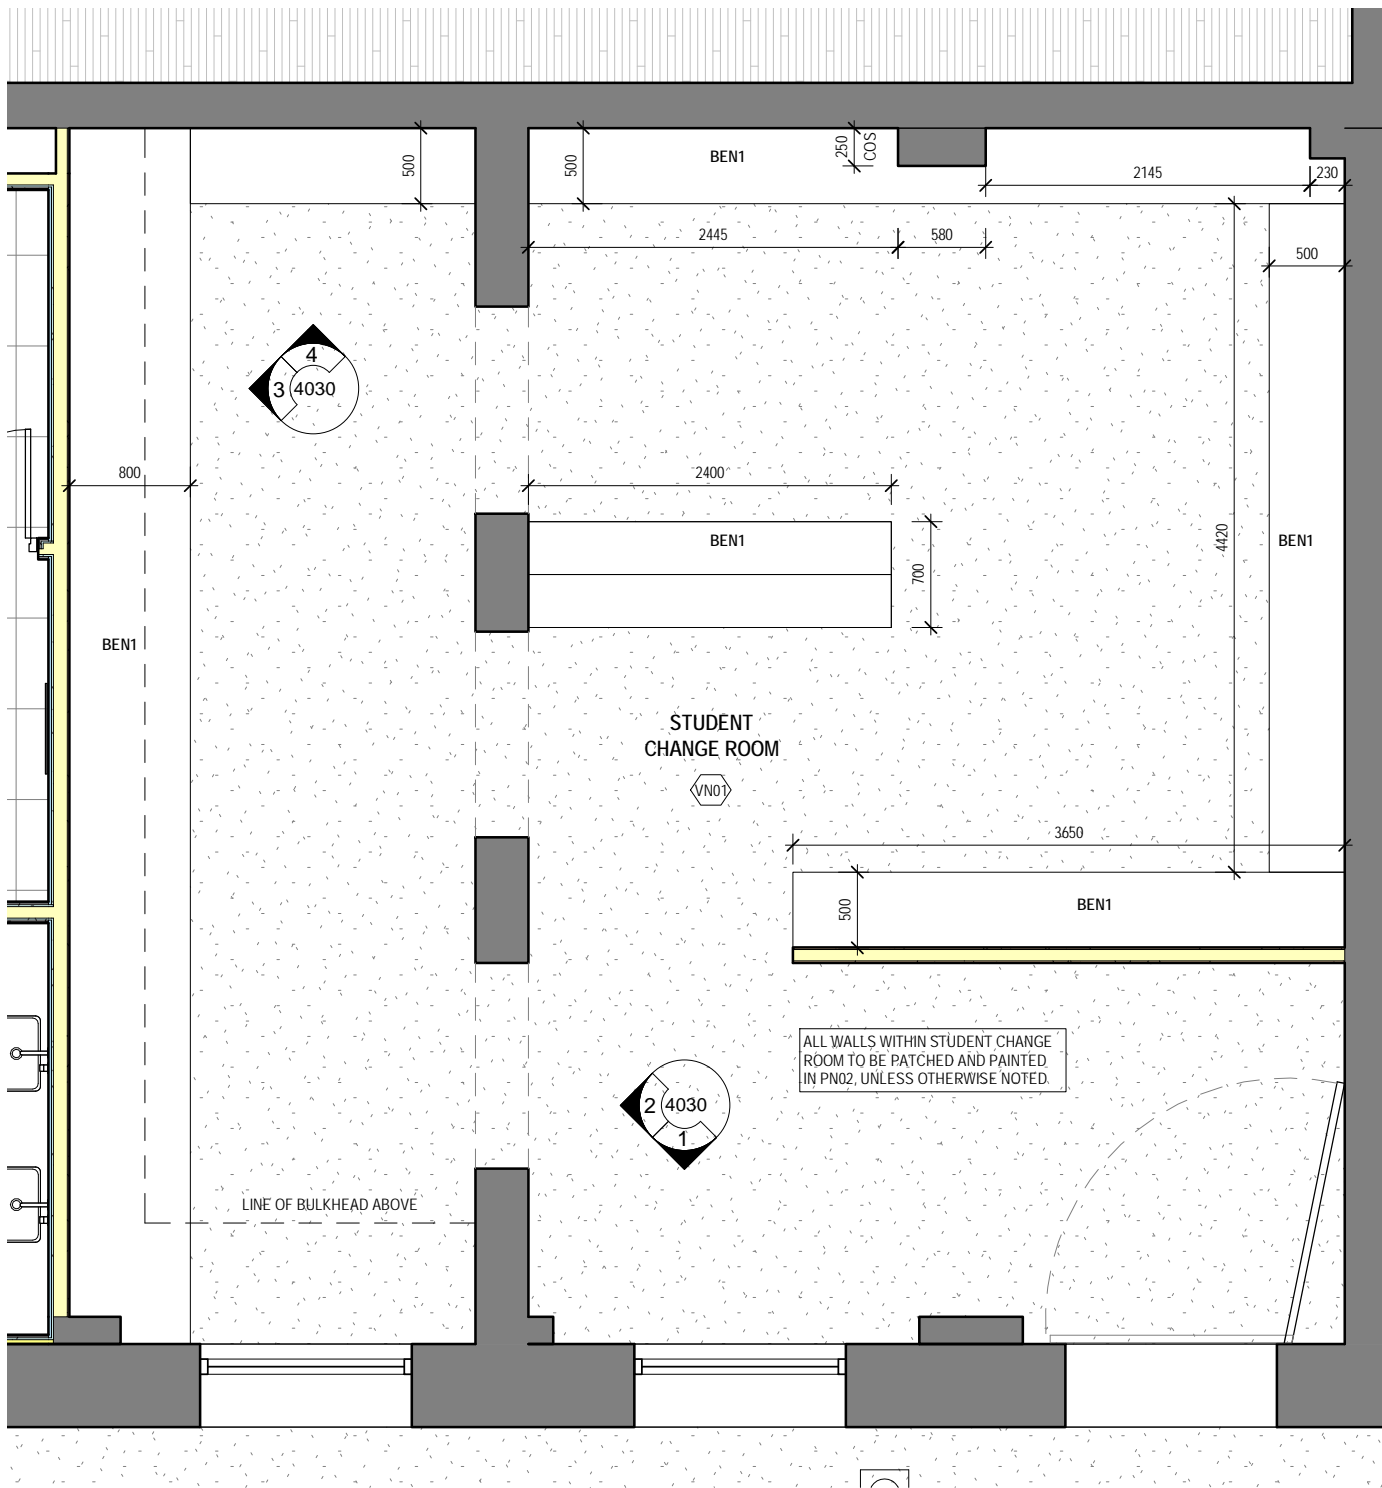 500
500
BEN1
250
COS
2145
230
2445
580
500
4
3
4030
800
2400
BEN1
700
4420
BEN1
BEN1
STUDENT
CHANGE ROOM
VN01
3650
500
BEN1
ALL WALLS WITHIN STUDENT CHANGE
ROOM TO BE PATCHED AND PAINTED
IN PN02, UNLESS OTHERWISE NOTED
2
4030
1
LINE OF BULKHEAD ABOVE